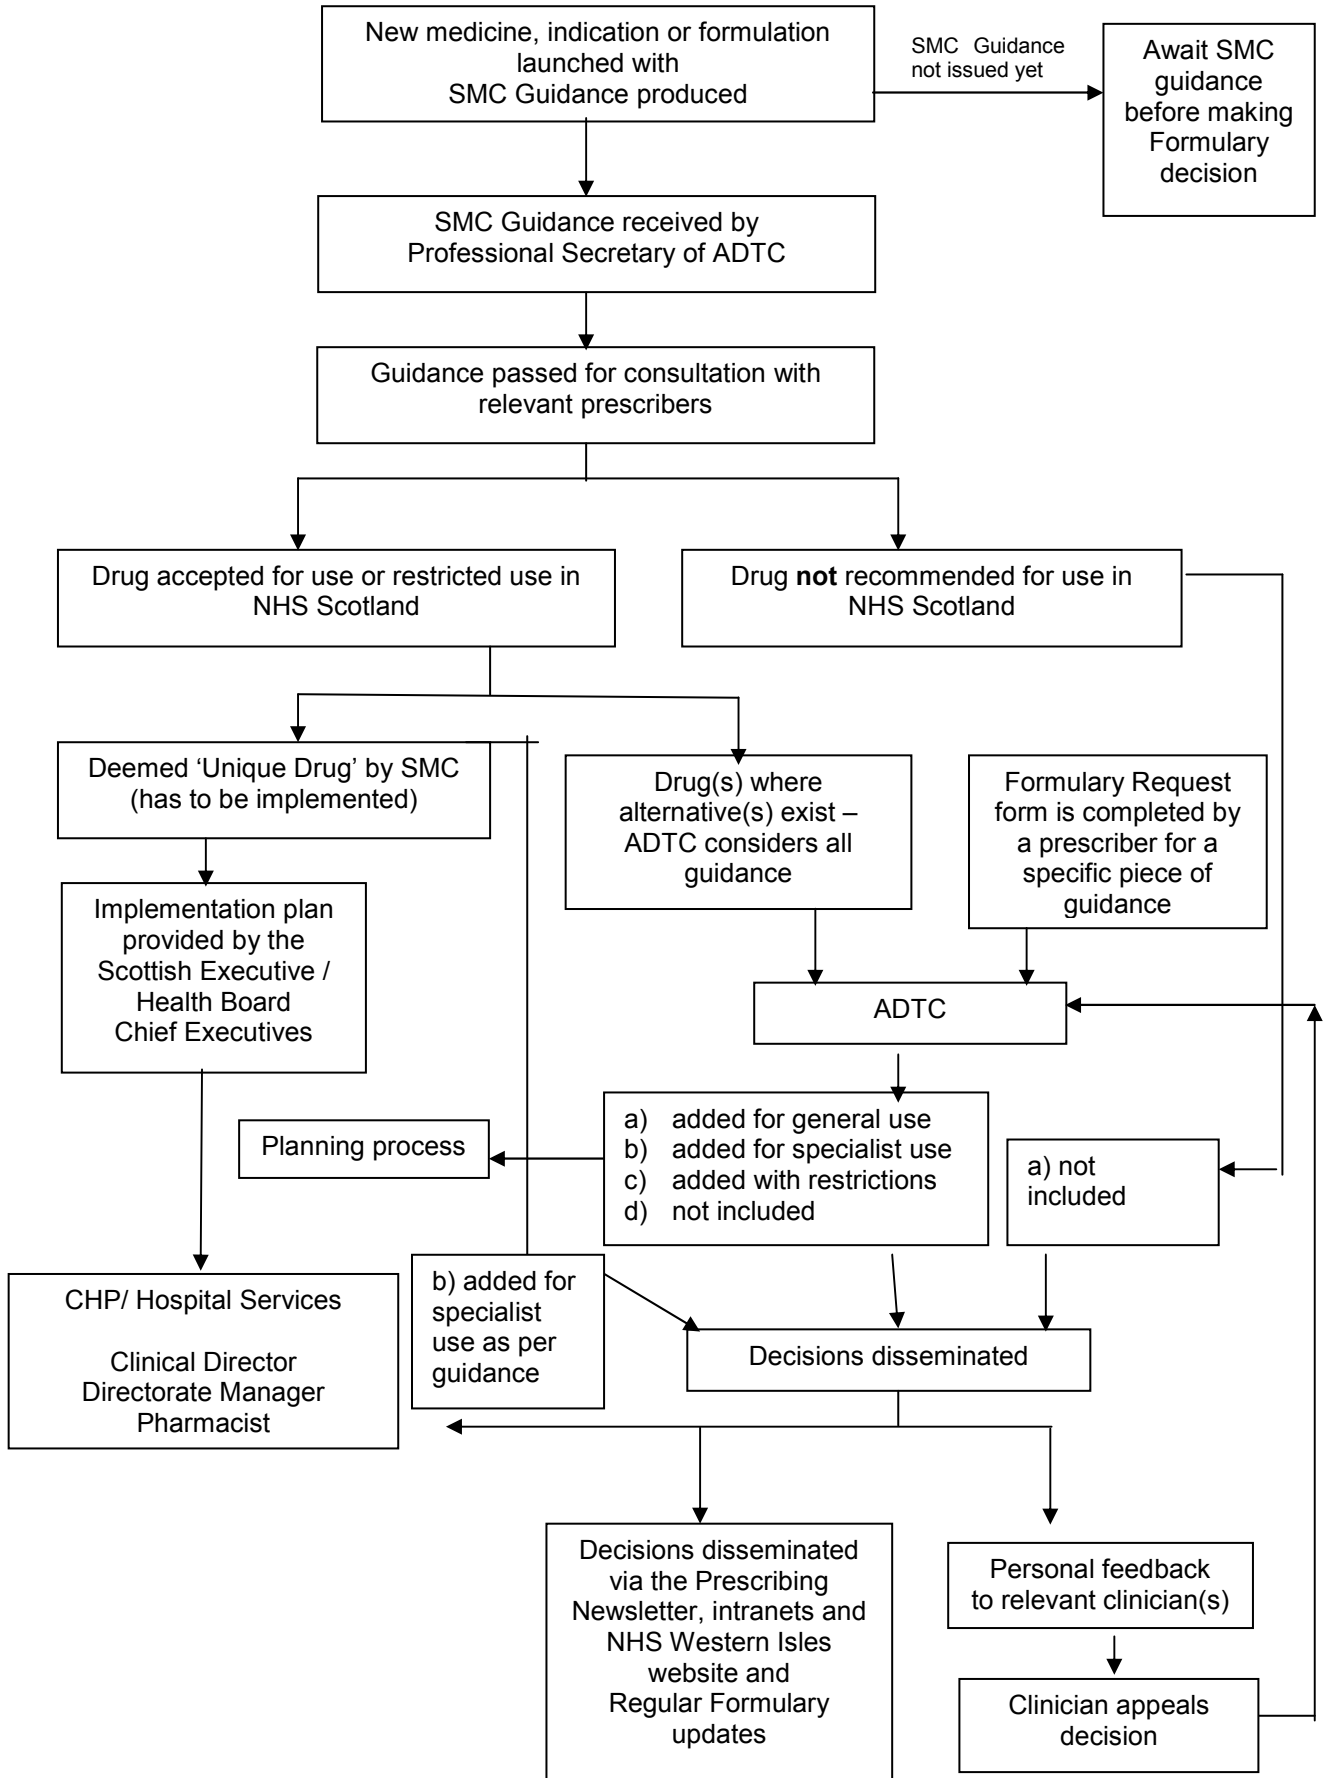 New medicine, indication or formulation
launched with
SMC Guidance produced
SMC Guidance
not issued yet
Await SMC
guidance
before making
Formulary
decision
SMC Guidance received by
Professional Secretary of ADTC
Guidance passed for consultation with
relevant prescribers
Drug accepted for use or restricted use in
NHS Scotland
Drug not recommended for use in
NHS Scotland
Deemed ‘Unique Drug’ by SMC
(has to be implemented)
Drug(s) where
alternative(s) exist –
ADTC considers all
guidance
Formulary Request
form is completed by
a prescriber for a
specific piece of
guidance
Implementation plan
provided by the
Scottish Executive /
Health Board
Chief Executives
ADTC
Planning process
a) added for general use
b) added for specialist use
c) added with restrictions
d) not included
a) not
included
CHP/ Hospital Services
Clinical Director
Directorate Manager
Pharmacist
b) added for
specialist
use as per
guidance
Decisions disseminated
Decisions disseminated
via the Prescribing
Newsletter, intranets and
NHS Western Isles
website and
Regular Formulary
updates
Personal feedback
to relevant clinician(s)
Clinician appeals
decision